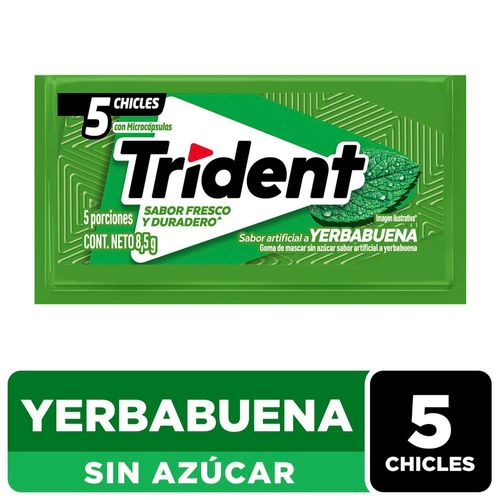 5 CHICLES
con Microcápsulas
Trident
SABOR FRESCO
Y DURADERO^
5 porciones
CONT. NETO 8,5 g
Imagen ilustrativa*
Sabor artificial a YERBABUENA
Goma de mascar sin azúcar sabor artificial a yerbabuena
YERBABUENA
SIN AZÚCAR
5
CHICLES